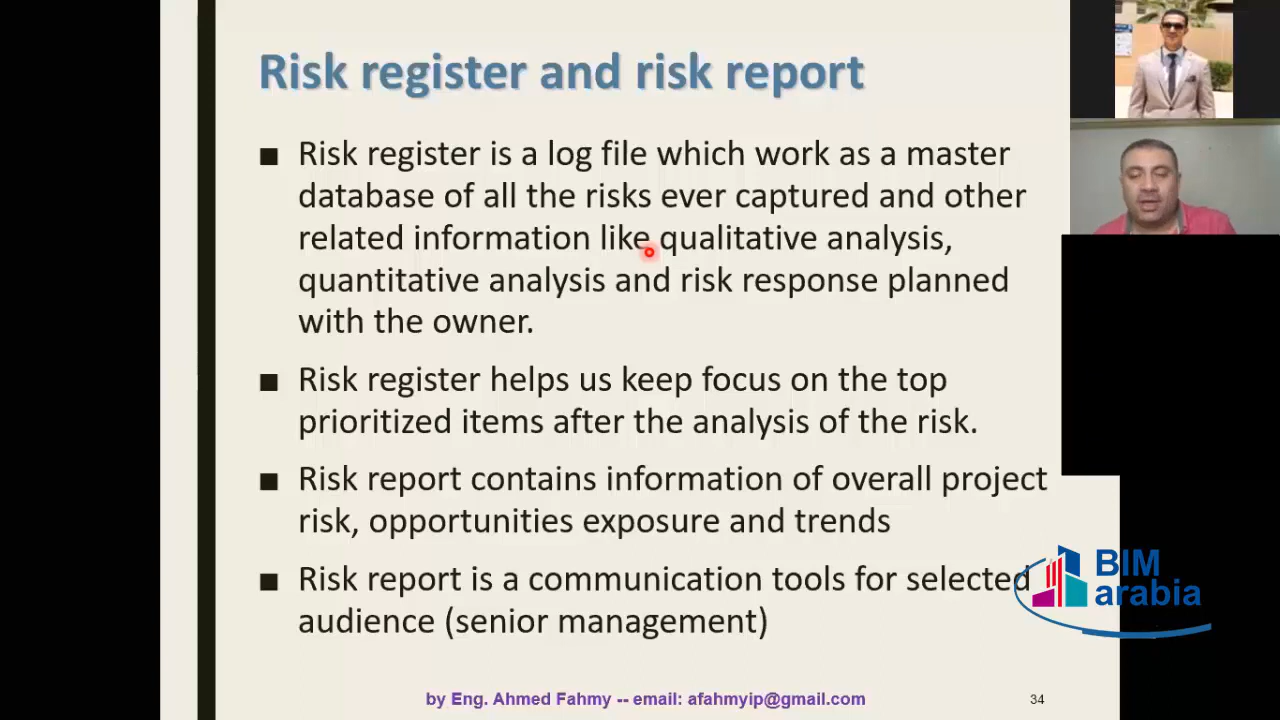 Risk register and risk report
■ Risk register is a log file which work as a master
database of all the risks ever captured and other
related information like qualitative analysis,
quantitative analysis and risk response planned
with the owner.
■ Risk register helps us keep focus on the top
prioritized items after the analysis of the risk.
■ Risk report contains information of overall project
risk, opportunities exposure and trends
■ Risk report is a communication tools for selected
audience (senior management)
BIM
arabia
by Eng. Ahmed Fahmy -- email: afahmyip@gmail.com
34